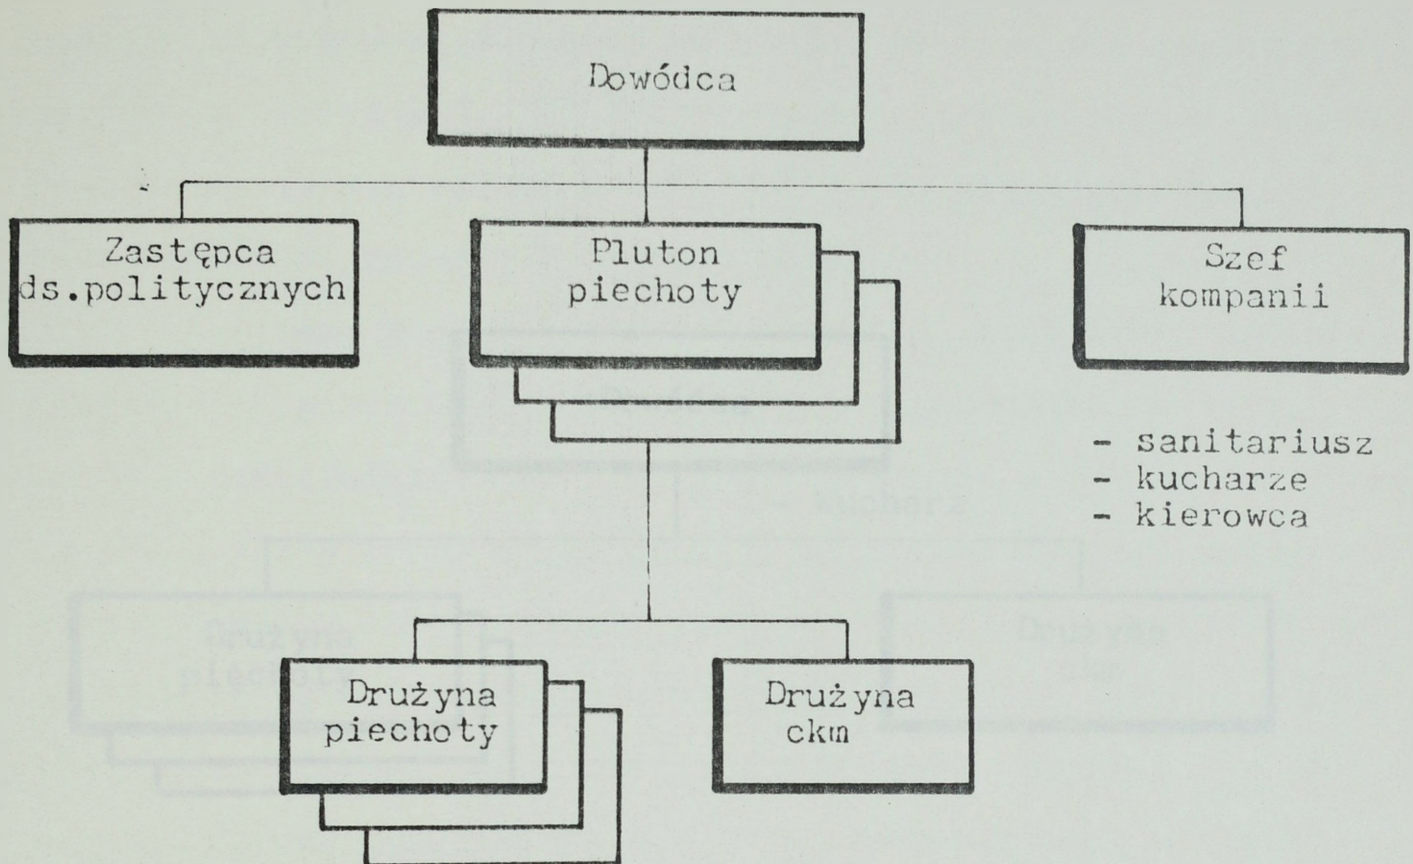 Dowódca
Zastępca
ds.politycznych
Pluton
piechoty
Szef
kompanii
- sanitariusz
- kucharze
- kierowca
Drużyna
piechoty
Drużyna
ckm